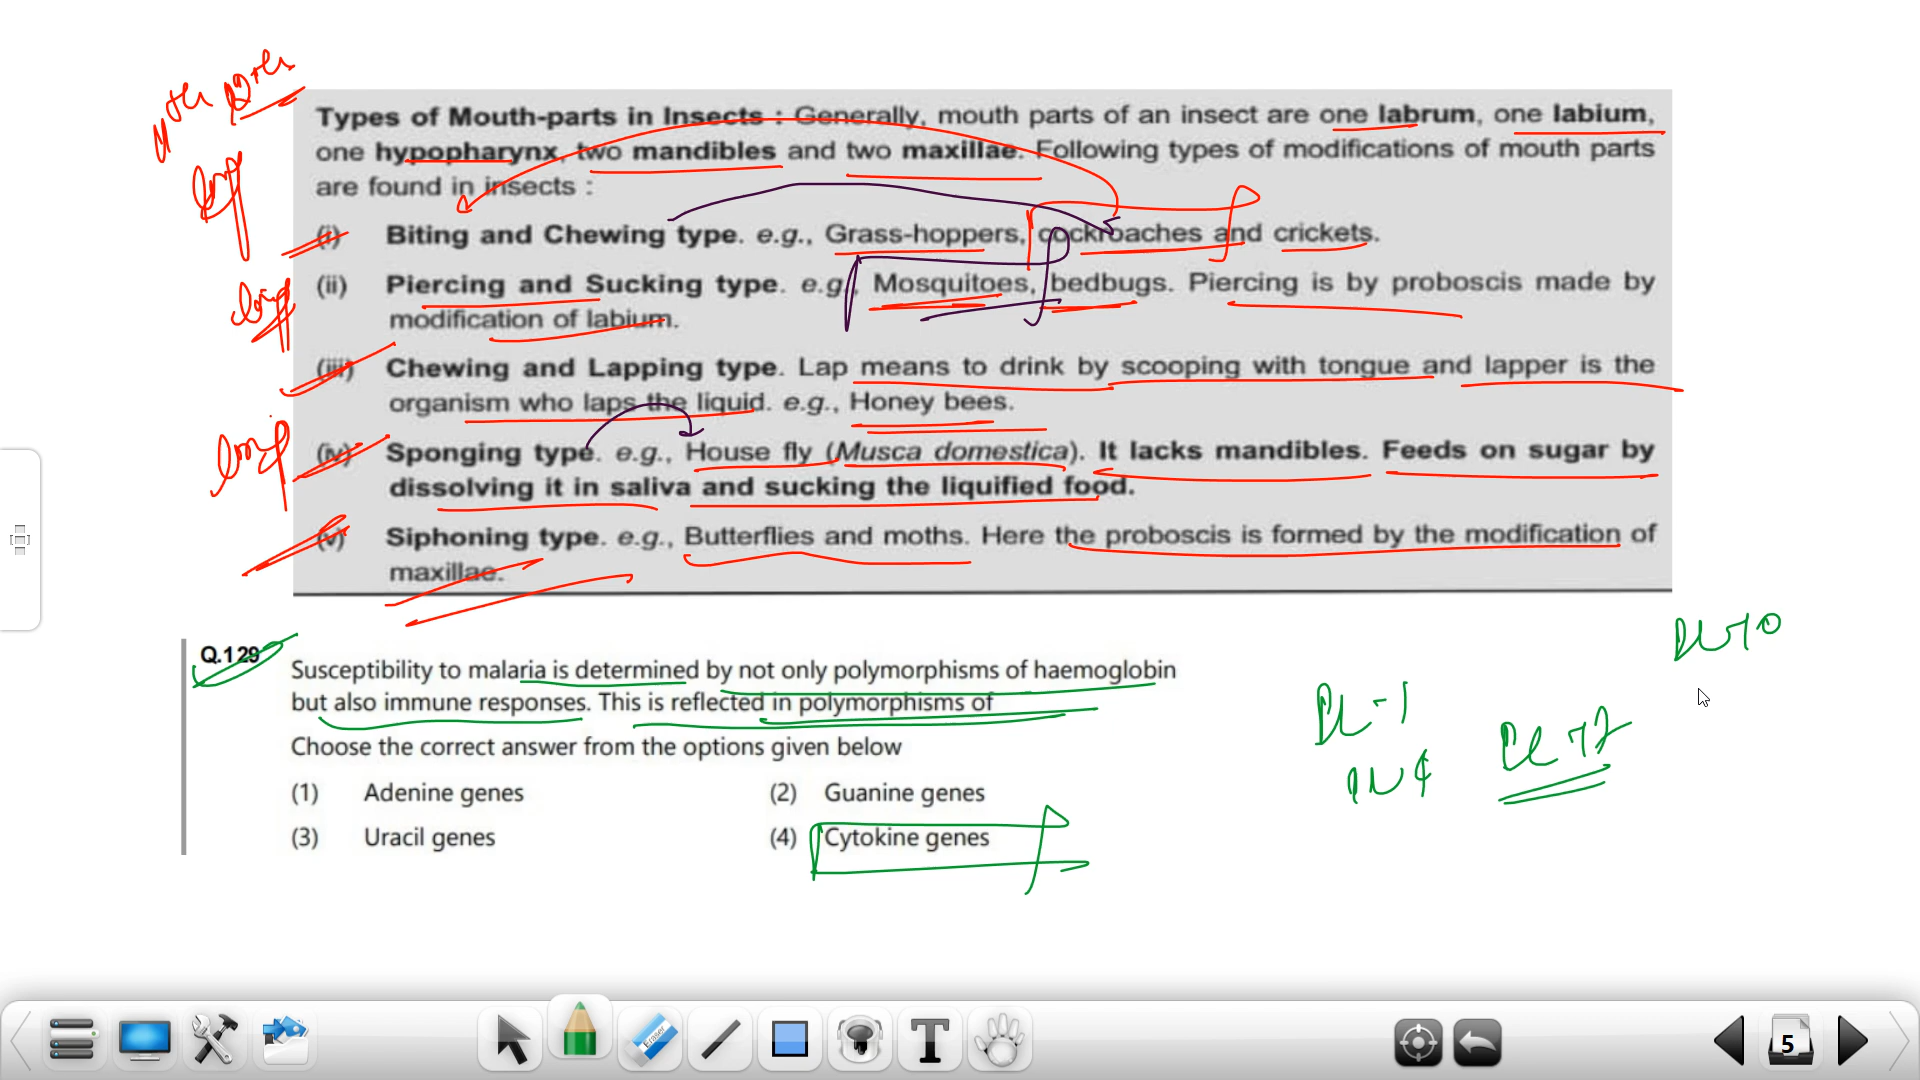 11th 12th
Types of Mouth-parts in Insects : Generally, mouth parts of an insect are one labrum, one labium,
one hypopharynx, two mandibles and two maxillae. Following types of modifications of mouth parts
are found in insects :
(i) Biting and Chewing type. e.g., Grass-hoppers, cockroaches and crickets.
(ii) Piercing and Sucking type. e.g., Mosquitoes, bedbugs. Piercing is by proboscis made by
modification of labium.
(iii) Chewing and Lapping type. Lap means to drink by scooping with tongue and lapper is the
organism who laps the liquid. e.g., Honey bees.
(iv) Sponging type. e.g., House fly (Musca domestica). It lacks mandibles. Feeds on sugar by
dissolving it in saliva and sucking the liquified food.
(v) Siphoning type. e.g., Butterflies and moths. Here the proboscis is formed by the modification of
maxillae.
Q.129
Susceptibility to malaria is determined by not only polymorphisms of haemoglobin
but also immune responses. This is reflected in polymorphisms of
Choose the correct answer from the options given below
(1) Adenine genes (2) Guanine genes
(3) Uracil genes (4) Cytokine genes
Eraser
T
5